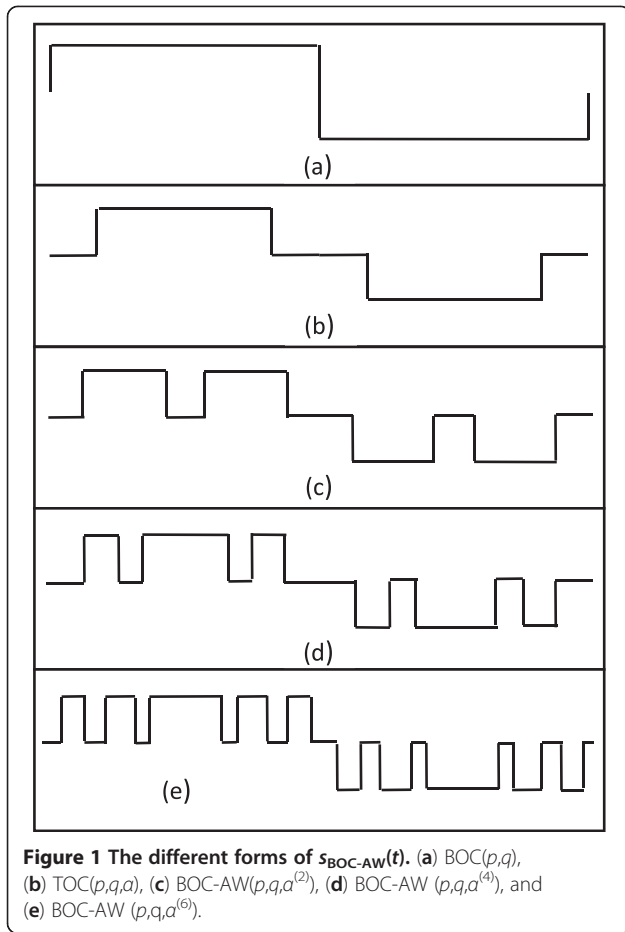 (a)
(b)
(c)
(d)
(e)
Figure 1 The different forms of sBOC-AW(t). (a) BOC(p,q),
(b) TOC(p,q,α), (c) BOC-AW(p,q,α(2)), (d) BOC-AW (p,q,α(4)), and
(e) BOC-AW (p,q,α(6)).